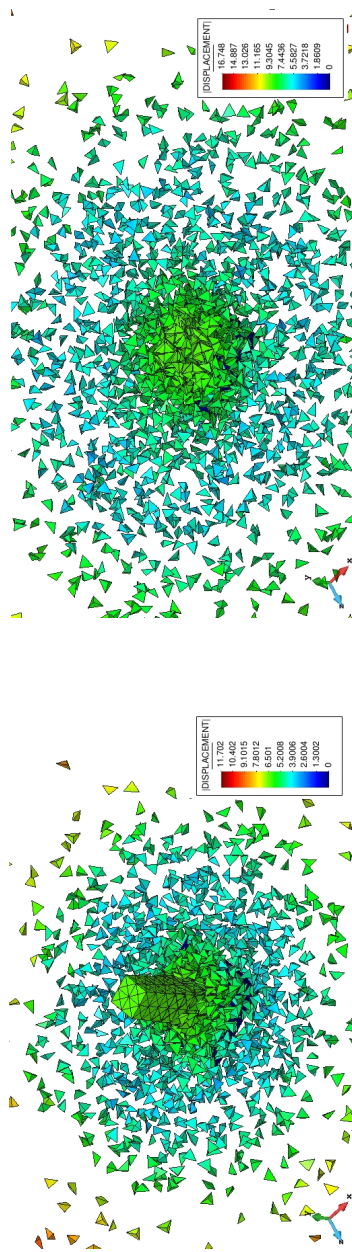 |DISPLACEMENT|
16.748
14.887
13.026
11.165
9.3045
7.4436
5.5827
3.7218
1.8609
0
y
x
z
|DISPLACEMENT|
11.702
10.402
9.1015
7.8012
6.501
5.2008
3.9006
2.6004
1.3002
0
y
x
z